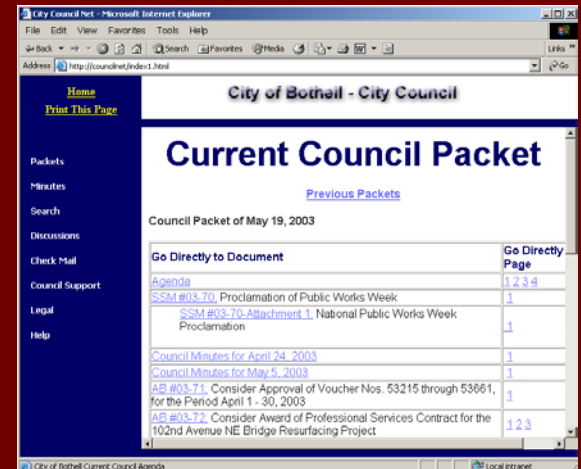 City Council Net - Microsoft Internet Explorer
File Edit View Favorites Tools Help
Back Search Favorites Media Links »
Address http://councilnet/index1.html Go
Home
Print This Page
City of Bothell - City Council
Packets
Minutes
Search
Discussions
Check Mail
Council Support
Legal
Help
Current Council Packet
Previous Packets
Council Packet of May 19, 2003
Go Directly to Document Go Directly
Page
Agenda 1 2 3 4
SSM #03-70, Proclamation of Public Works Week 1
SSM #03-70-Attachment 1, National Public Works Week
Proclamation 1
Council Minutes for April 24, 2003 1
Council Minutes for May 5, 2003 1
AB #03-71; Consider Approval of Voucher Nos. 53215 through 53661,
for the Period April 1 - 30, 2003 1
AB #03-72; Consider Award of Professional Services Contract for the
102nd Avenue NE Bridge Resurfacing Project 1 2 3
City of Bothell Current Council Agenda Local intranet